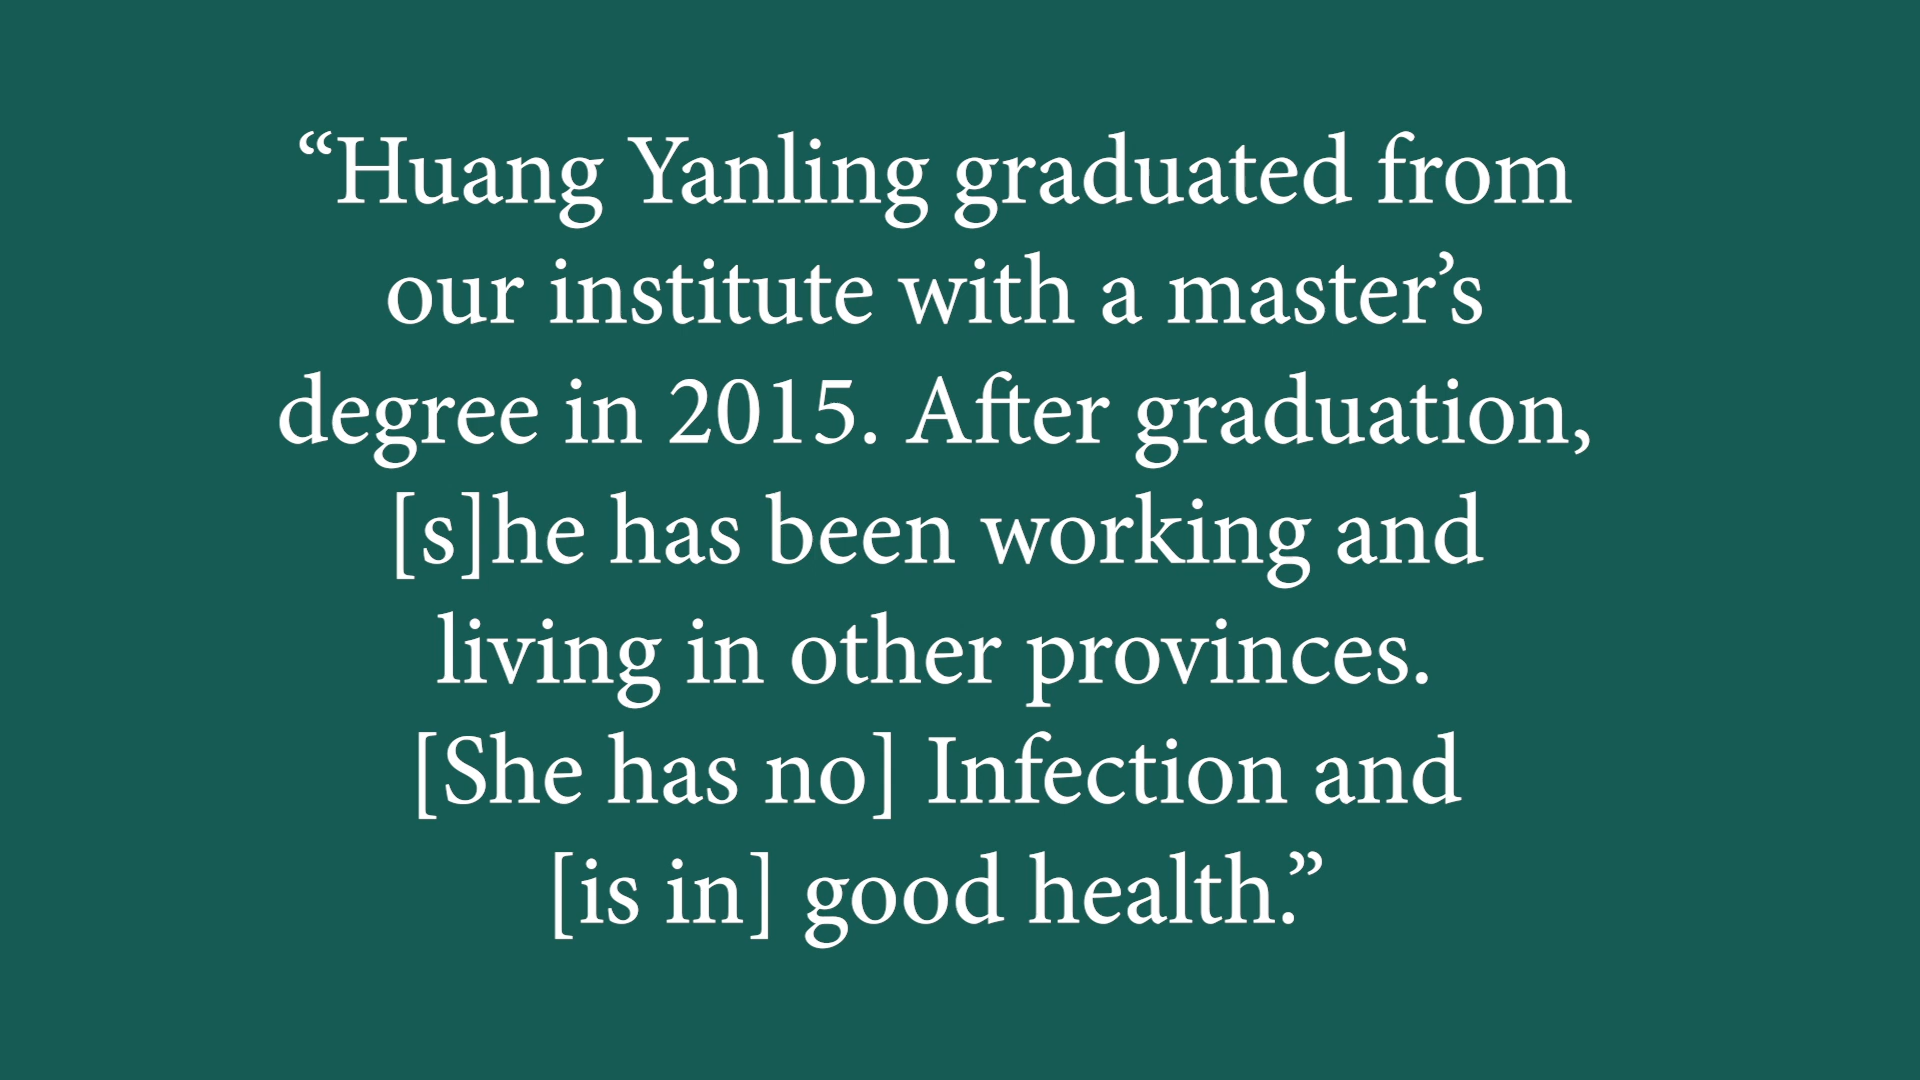 “Huang Yanling graduated from
our institute with a master’s
degree in 2015. After graduation,
[s]he has been working and
living in other provinces.
[She has no] Infection and
[is in] good health.”